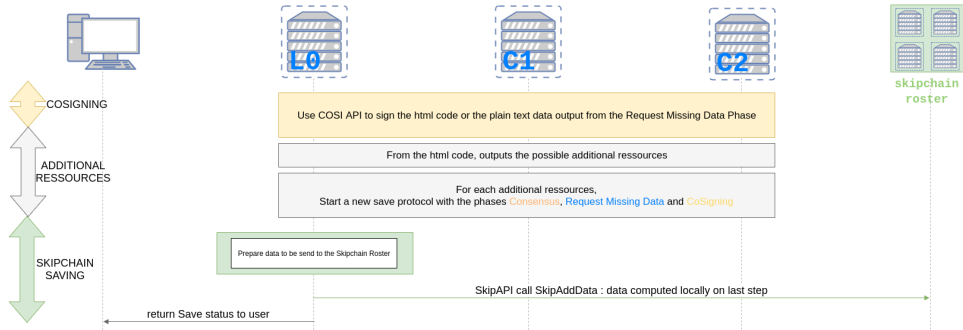 L0
C1
C2
skipchain
roster
COSIGNING
Use COSI API to sign the html code or the plain text data output from the Request Missing Data Phase
ADDITIONAL
RESSOURCES
From the html code, outputs the possible additional ressources
For each additional ressources,
Start a new save protocol with the phases Consensus, Request Missing Data and CoSigning
SKIPCHAIN
SAVING
Prepare data to be send to the Skipchain Roster
SkipAPI call SkipAddData : data computed locally on last step
return Save status to user